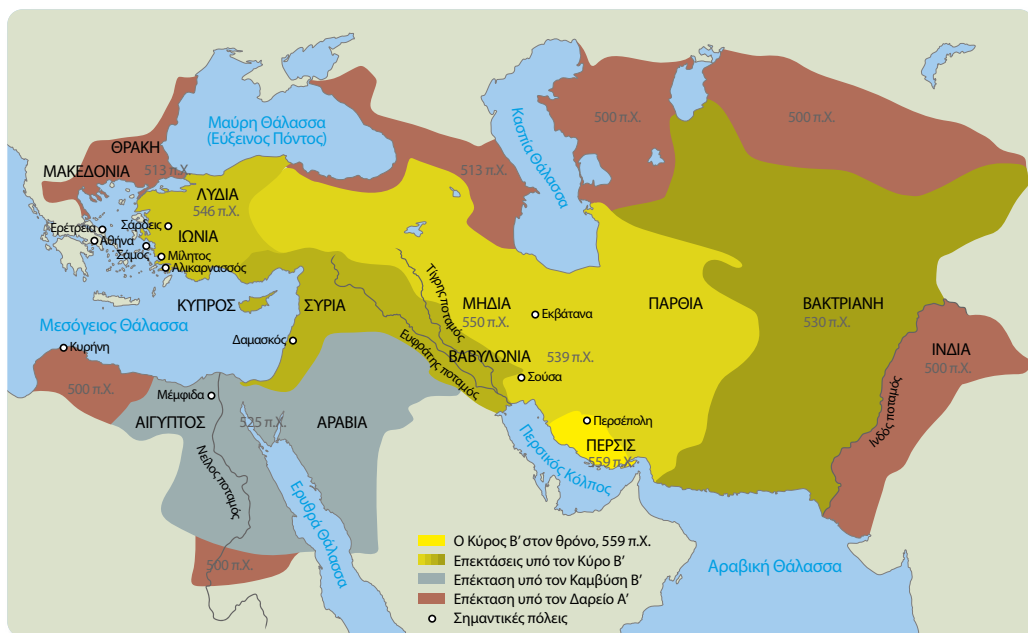 Μαύρη Θάλασσα
(Εύξεινος Πόντος)
Κασπία Θάλασσα
500 π.Χ.
500 π.Χ.
ΘΡΑΚΗ
513 π.Χ.
ΜΑΚΕΔΟΝΙΑ
513 π.Χ.
ΛΥΔΙΑ
546 π.Χ.
Ερέτρεια
Σάρδεις
ΙΩΝΙΑ
Αθήνα
Σάμος
Μίλητος
Αλικαρνασσός
ΚΥΠΡΟΣ
ΣΥΡΙΑ
Τίγρης ποταμός
ΜΗΔΙΑ
550 π.Χ.
Εκβάτανα
ΠΑΡΘΙΑ
ΒΑΚΤΡΙΑΝΗ
530 π.Χ.
Μεσόγειος Θάλασσα
Δαμασκός
Ευφράτης ποταμός
ΒΑΒΥΛΩΝΙΑ
539 π.Χ.
Σούσα
ΙΝΔΙΑ
500 π.Χ.
Ινδός ποταμός
Κυρήνη
500 π.Χ.
Μέμφιδα
ΑΙΓΥΠΤΟΣ
525 π.Χ.
ΑΡΑΒΙΑ
Περσέπολη
ΠΕΡΣΙΣ
559 π.Χ.
Περσικός Κόλπος
Νείλος ποταμός
Ερυθρά Θάλασσα
500 π.Χ.
Αραβική Θάλασσα
Ο Κύρος Β' στον θρόνο, 559 π.Χ.
Επεκτάσεις υπό τον Κύρο Β'
Επέκταση υπό τον Καμβύση Β'
Επέκταση υπό τον Δαρείο Α'
Σημαντικές πόλεις